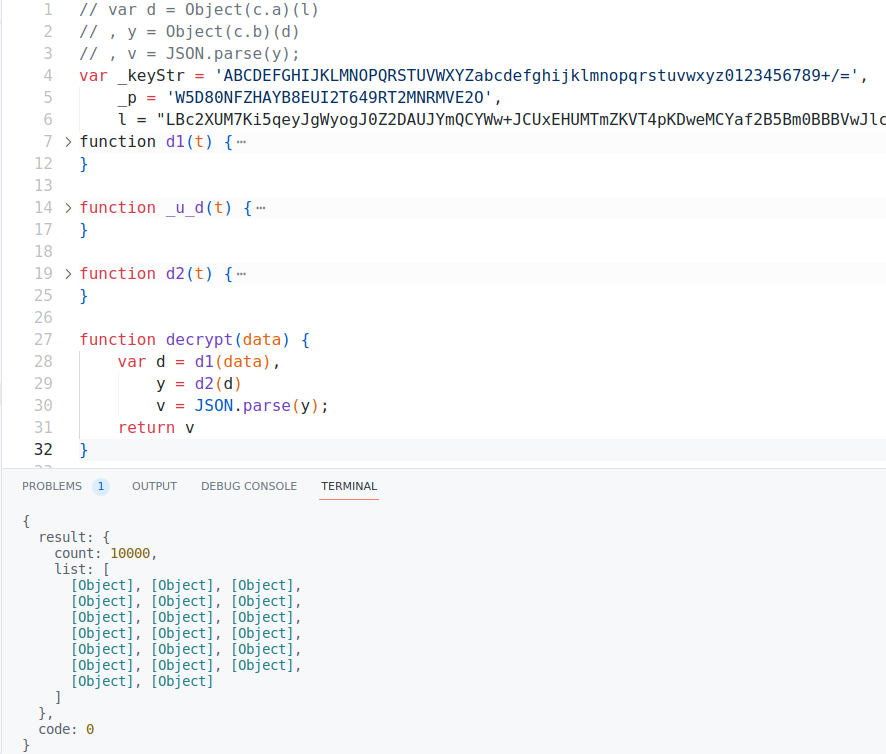 1 // var d = Object(c.a)(l)
2 // , y = Object(c.b)(d)
3 // , v = JSON.parse(y);
4 var _keyStr = 'ABCDEFGHIJKLMNOPQRSTUVWXYZabcdefghijklmnopqrstuvwxyz0123456789+/=',
5 _p = 'W5D80NFZHAYB8EUI2T649RT2MNRMVE2O',
6 l = "LBc2XUM7Ki5qeyJgWyogJ0Z2DAUJYmQCYWw+JCUxEHUMTmZKVT4pKDweMCYaf2B5Bm0BBBVwJlc
7 > function d1(t) { ⋯
12 }
13
14 > function _u_d(t) { ⋯
17 }
18
19 > function d2(t) { ⋯
25 }
26
27 function decrypt(data) {
28 var d = d1(data),
29 y = d2(d)
30 v = JSON.parse(y);
31 return v
32 }
PROBLEMS 1 OUTPUT DEBUG CONSOLE TERMINAL
{
result: {
count: 10000,
list: [
[Object], [Object], [Object],
[Object], [Object], [Object],
[Object], [Object], [Object],
[Object], [Object], [Object],
[Object], [Object], [Object],
[Object], [Object], [Object],
[Object], [Object]
]
},
code: 0
}